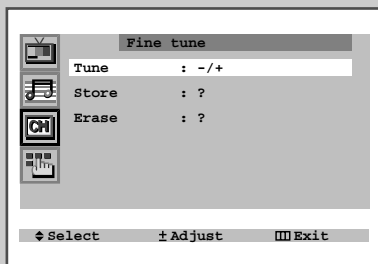 Fine tune
Tune : -/+
Store : ?
Erase : ?
CH
Select ± Adjust Exit